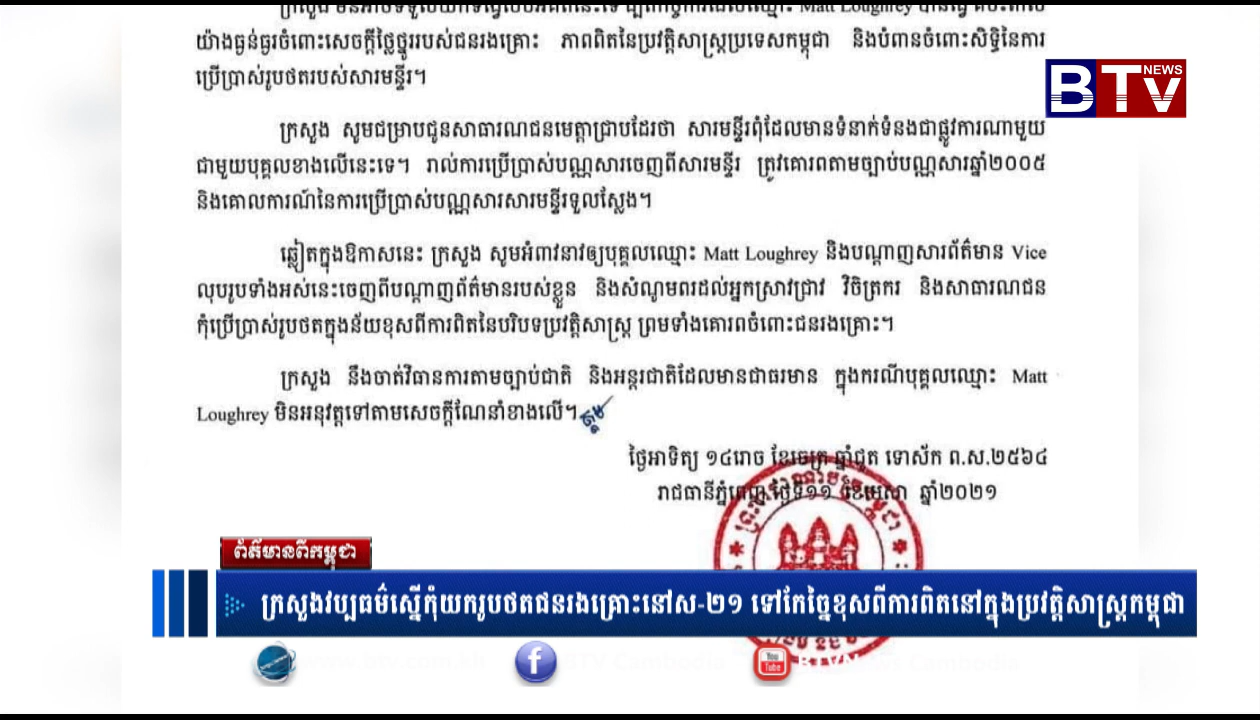 យ៉ាងធ្ងន់ធ្ងរចំពោះសេចក្តីថ្លៃថ្នូររបស់ជនរងគ្រោះ ភាពពិតនៃប្រវត្តិសាស្ត្រប្រទេសកម្ពុជា និងបំពានចំពោះសិទ្ធិនៃការ
ប្រើប្រាស់រូបថតរបស់សារមន្ទីរ។
BTV NEWS
ក្រសួង សូមជម្រាបជូនសាធារណជនមេត្តាជ្រាបដែរថា សារមន្ទីរពុំដែលមានទំនាក់ទំនងជាផ្លូវការណាមួយ
ជាមួយបុគ្គលខាងលើនេះទេ។ រាល់ការប្រើប្រាស់បណ្ណសារចេញពីសារមន្ទីរ ត្រូវគោរពតាមច្បាប់បណ្ណសារឆ្នាំ២០០៥
និងគោលការណ៍នៃការប្រើប្រាស់បណ្ណសារសារមន្ទីរទួលស្លែង។
ឆ្លៀតក្នុងឱកាសនេះ ក្រសួង សូមអំពាវនាវឲ្យបុគ្គលឈ្មោះ Matt Loughrey និងបណ្តាញសារព័ត៌មាន Vice
លុបរូបទាំងអស់នេះចេញពីបណ្តាញព័ត៌មានរបស់ខ្លួន និងសំណូមពរដល់អ្នកស្រាវជ្រាវ វិចិត្រករ និងសាធារណជន
កុំប្រើប្រាស់រូបថតក្នុងន័យខុសពីការពិតនៃបរិបទប្រវត្តិសាស្ត្រ ព្រមទាំងគោរពចំពោះជនរងគ្រោះ។
ក្រសួង នឹងចាត់វិធានការតាមច្បាប់ជាតិ និងអន្តរជាតិដែលមានជាធរមាន ក្នុងករណីបុគ្គលឈ្មោះ Matt
Loughrey មិនអនុវត្តទៅតាមសេចក្តីណែនាំខាងលើ។
ថ្ងៃអាទិត្យ ១៤រោច ខែចេត្រ ឆ្នាំជូត ទោស័ក ព.ស.២៥៦៤
រាជធានីភ្នំពេញ ថ្ងៃទី១១ ខែមេសា ឆ្នាំ២០២១
ព័ត៌មានពីកម្ពុជា
ក្រសួងវប្បធម៌ស្នើកុំយករូបថតជនរងគ្រោះនៅស-២១ ទៅកែច្នៃខុសពីការពិតនៅក្នុងប្រវត្តិសាស្ត្រកម្ពុជា